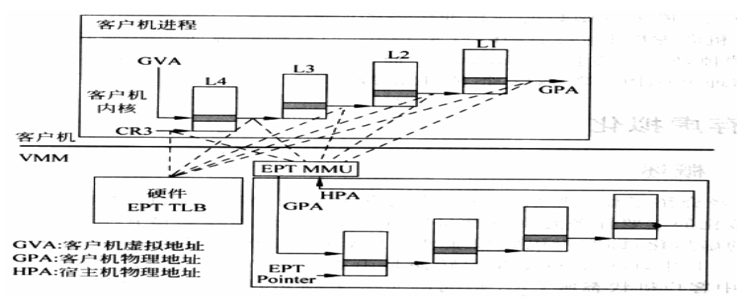 客户机进程
GVA
L4
L3
L2
L1
GPA
客户机
内核
CR3
客户机
VMM
硬件
EPT TLB
EPT MMU
GPA
HPA
EPT
Pointer
GVA:客户机虚拟地址
GPA:客户机物理地址
HPA:宿主机物理地址